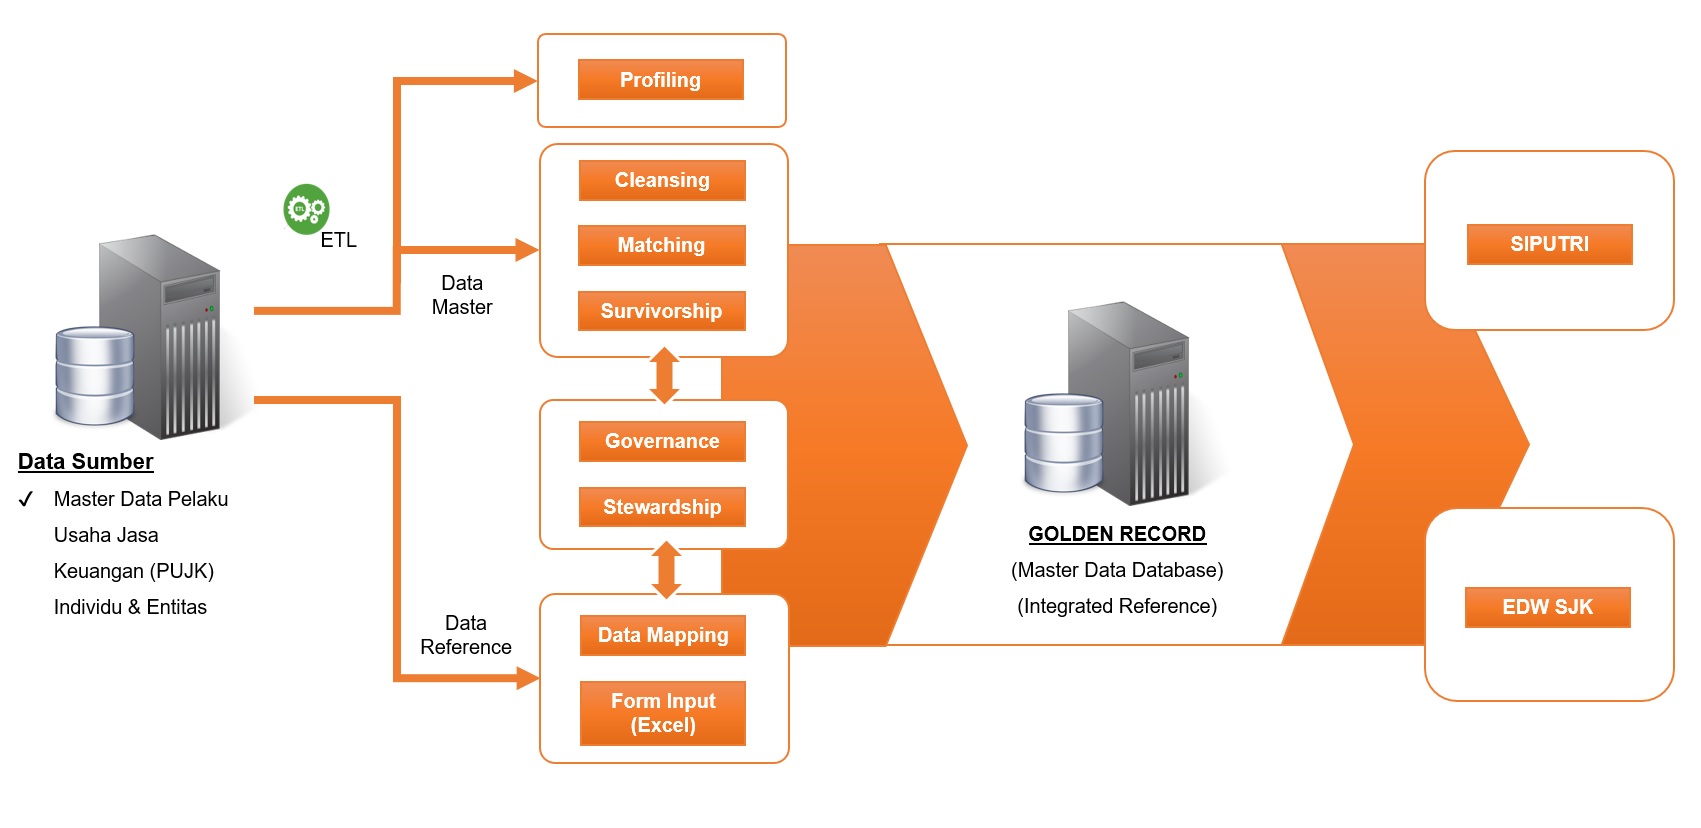 Profiling
Cleansing
Matching
Survivorship
ETL
ETL
Data
Master
Data Sumber
✓ Master Data Pelaku
Usaha Jasa
Keuangan (PUJK)
Individu & Entitas
Governance
Stewardship
Data
Reference
Data Mapping
Form Input
(Excel)
GOLDEN RECORD
(Master Data Database)
(Integrated Reference)
SIPUTRI
EDW SJK